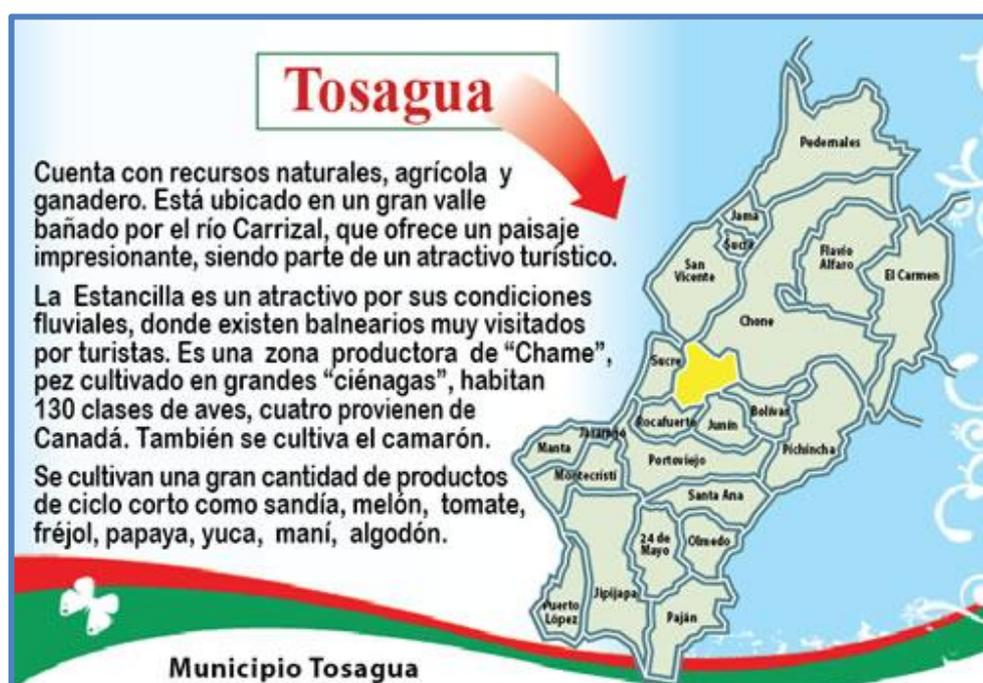 Tosagua
Cuenta con recursos naturales, agrícola y
ganadero. Está ubicado en un gran valle
bañado por el río Carrizal, que ofrece un paisaje
impresionante, siendo parte de un atractivo turístico.
La Estancilla es un atractivo por sus condiciones
fluviales, donde existen balnearios muy visitados
por turistas. Es una zona productora de “Chame”,
pez cultivado en grandes “ciénagas”, habitan
130 clases de aves, cuatro provienen de
Canadá. También se cultiva el camarón.
Se cultivan una gran cantidad de productos
de ciclo corto como sandía, melón, tomate,
fréjol, papaya, yuca, maní, algodón.
Municipio Tosagua
Pedernales
Jama
Sucre
San
Vicente
Flavio
Alfaro
El Carmen
Chone
Sucre
Rocafuerte
Junín
Bolívar
Pichincha
Manta
Montecristi
Portoviejo
Santa Ana
24 de
Mayo
Olmedo
Puerto
López
Jipijapa
Paján